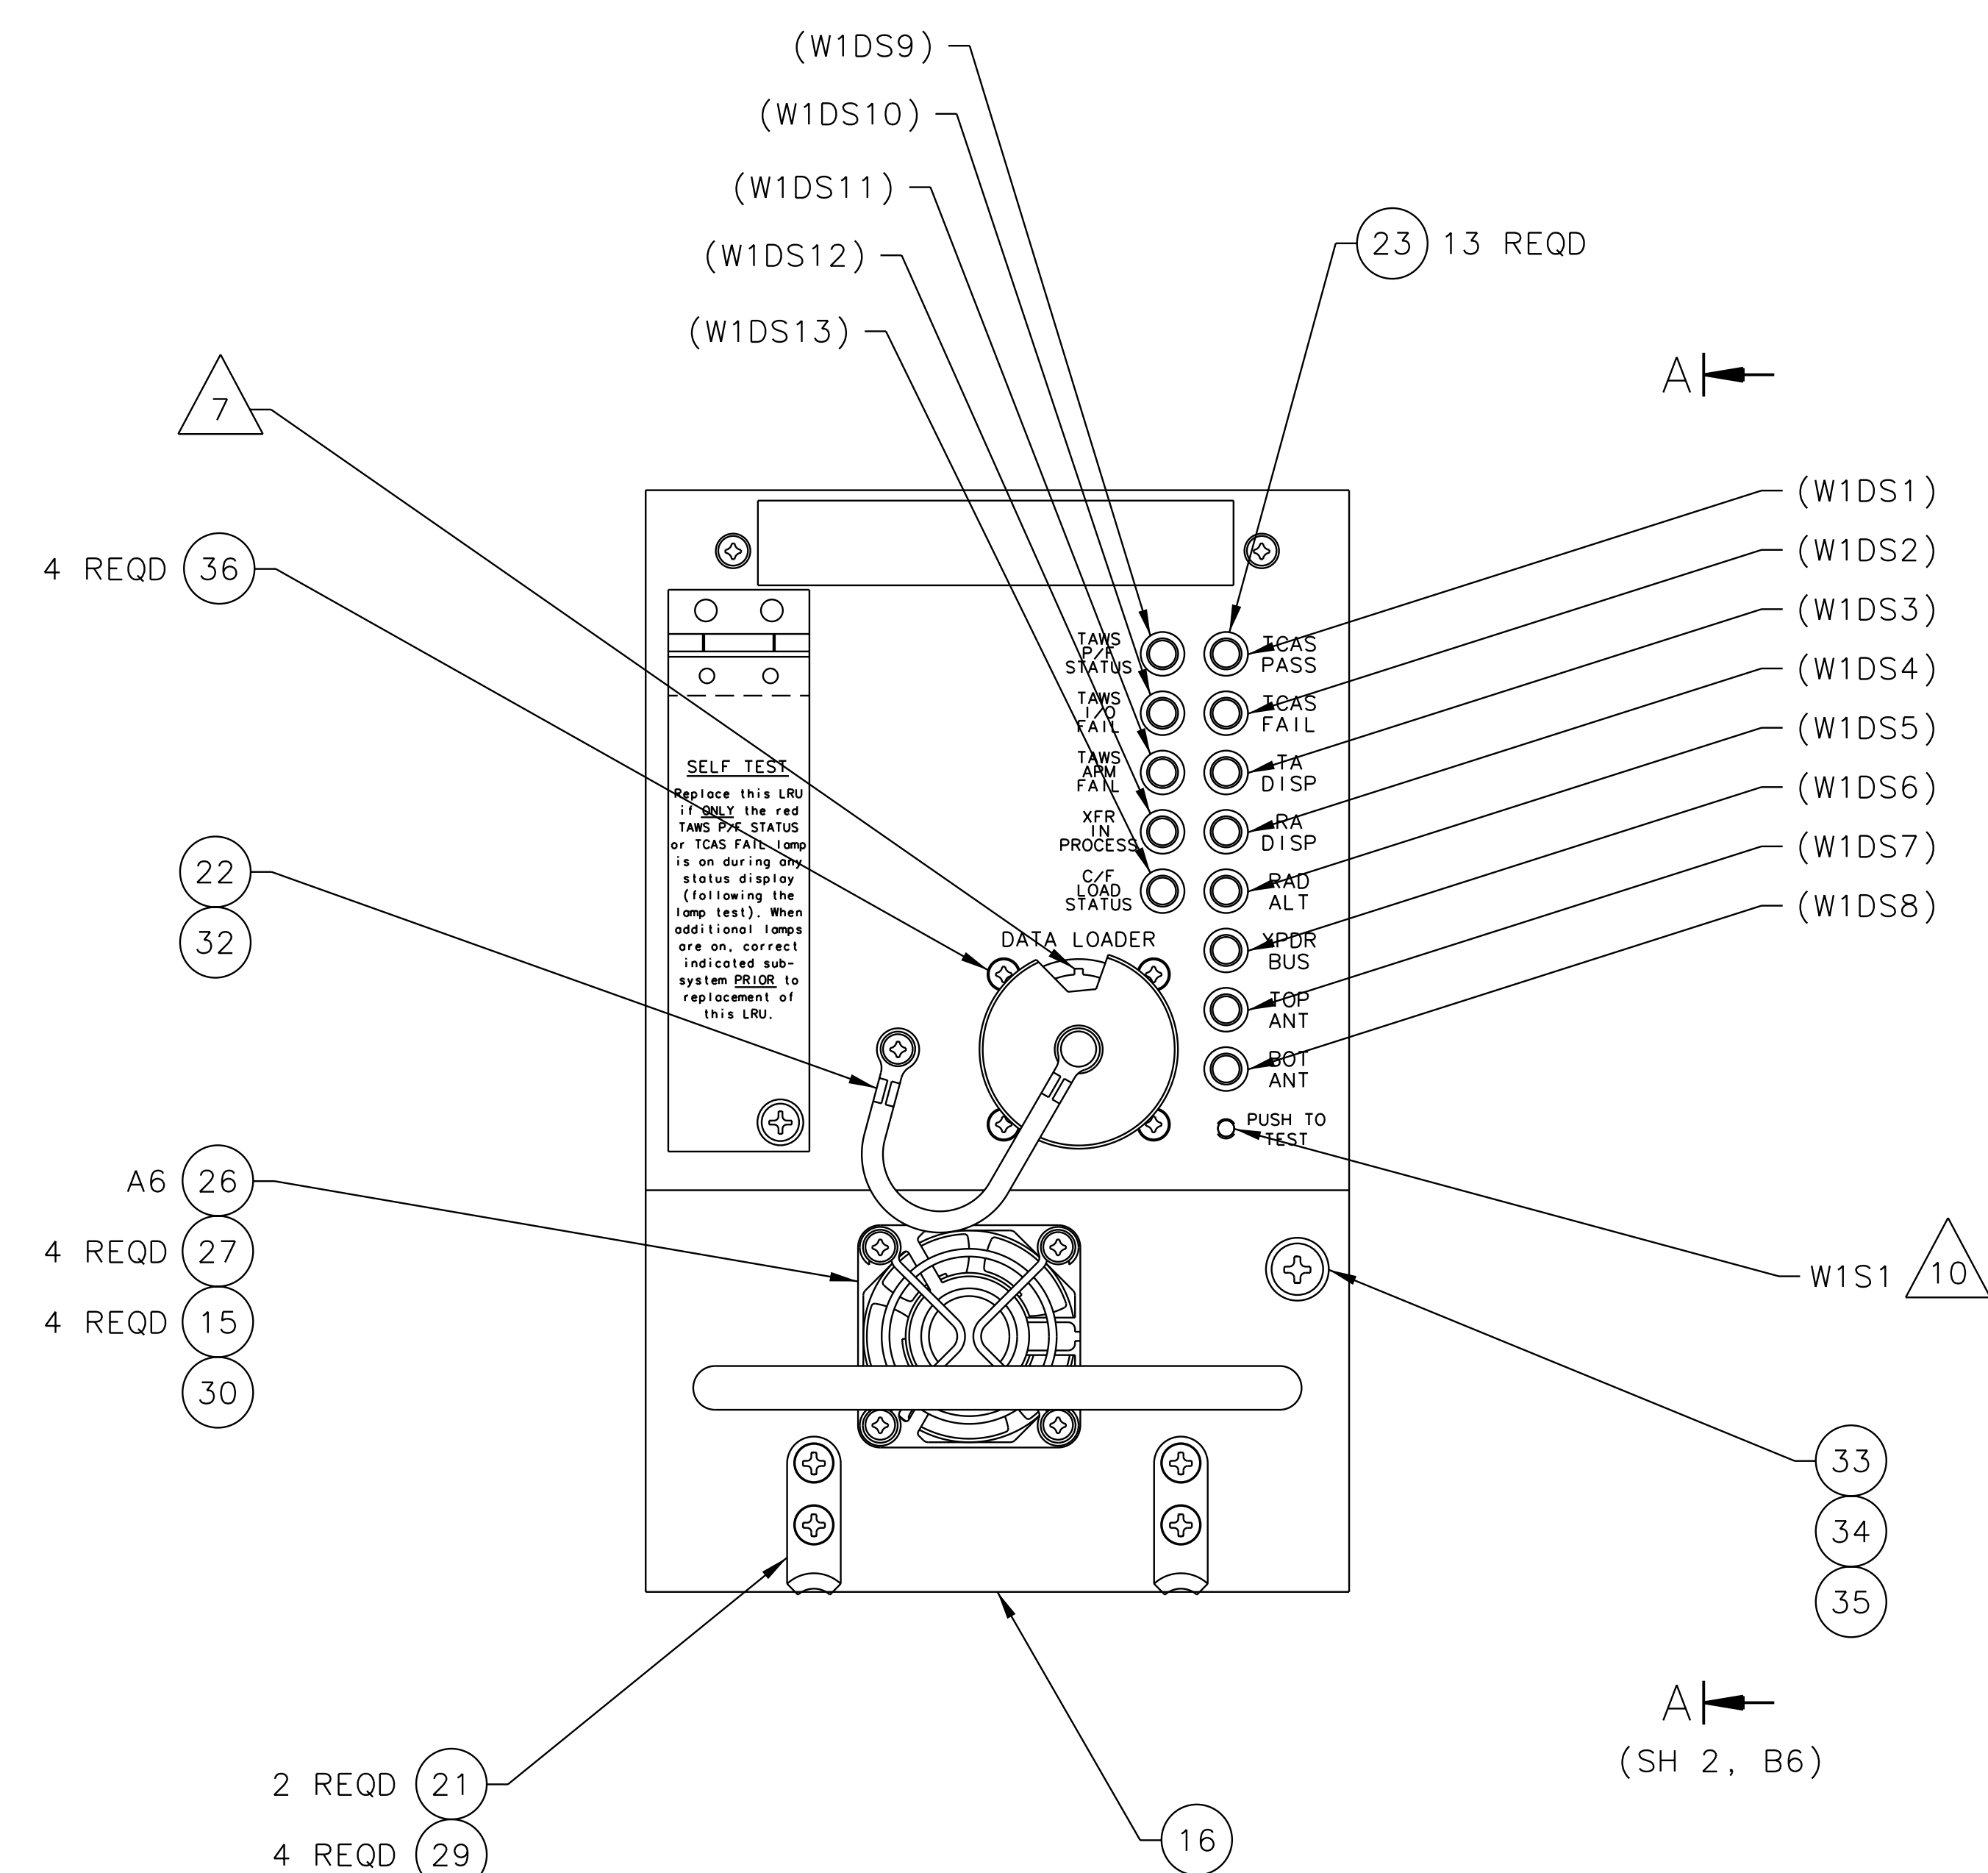 (W1DS9)
(W1DS10)
(W1DS11)
(W1DS12)
(W1DS13)
23 13 REQD
A
7
4 REQD 36
(W1DS1)
(W1DS2)
(W1DS3)
(W1DS4)
(W1DS5)
(W1DS6)
(W1DS7)
(W1DS8)
TAWS
P/F
STATUS
TAWS
I/O
FAIL
TAWS
APM
FAIL
XFR
IN
PROCESS
C/F
LOAD
STATUS
TCAS
PASS
TCAS
FAIL
TA
DISP
RA
DISP
RAD
ALT
XPDR
BUS
TOP
ANT
BOT
ANT
PUSH TO
TEST
DATA LOADER
SELF TEST
Replace this LRU
if ONLY the red
TAWS P/F STATUS
or TCAS FAIL lamp
is on during any
status display
(following the
lamp test). When
additional lamps
are on, correct
indicated sub-
system PRIOR to
replacement of
this LRU.
22
32
A6 26
4 REQD 27
4 REQD 15
30
W1S1 10
33
34
35
A
(SH 2, B6)
2 REQD 21
4 REQD 29
16